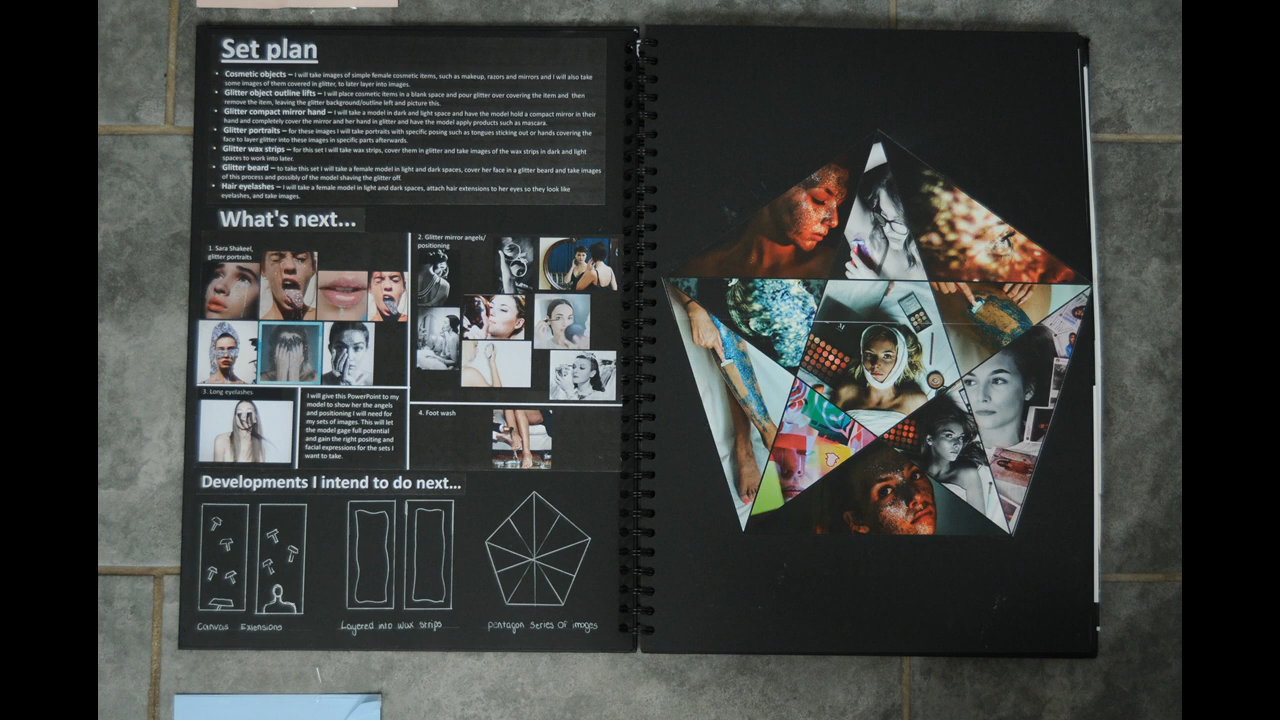 Set plan
• Cosmetic objects – I will take images of simple female cosmetic items, such as makeup, razors and mirrors and I will also take
some images of them covered in glitter, to later layer into images.
• Glitter object outline lifts – I will place cosmetic items in a blank space and pour glitter over covering the item and then
remove the item, leaving the glitter background/outline left and picture this.
• Glitter compact mirror hand – I will take a model in dark and light space and have the model hold a compact mirror in their
hand and completely cover the mirror and her hand in glitter and have the model apply products such as mascara.
• Glitter portraits – for these images I will take portraits with specific posing such as tongues sticking out or hands covering the
face to layer glitter into these images in specific parts afterwards.
• Glitter wax strips – for this set I will take wax strips, cover them in glitter and take images of the wax strips in dark and light
spaces to work into later.
• Glitter beard – to take this set I will take a female model in light and dark spaces, cover her face in a glitter beard and take images
of this process and possibly of the model shaving the glitter off.
• Hair eyelashes – I will take a female model in light and dark spaces, attach hair extensions to her eyes so they look like
eyelashes, and take images.
What's next...
1. Sara Shakeel,
glitter portraits
2. Glitter mirror angels/
positioning
3. Long eyelashes
I will give this PowerPoint to my
model to show her the angels
and positioning I will need for
my sets of images. This will let
the model gage full potential
and gain the right positing and
facial expressions for the sets I
want to take.
4. Foot wash
Developments I intend to do next...
Canvas Extensions
Layered into wax strips
pentagon series of images